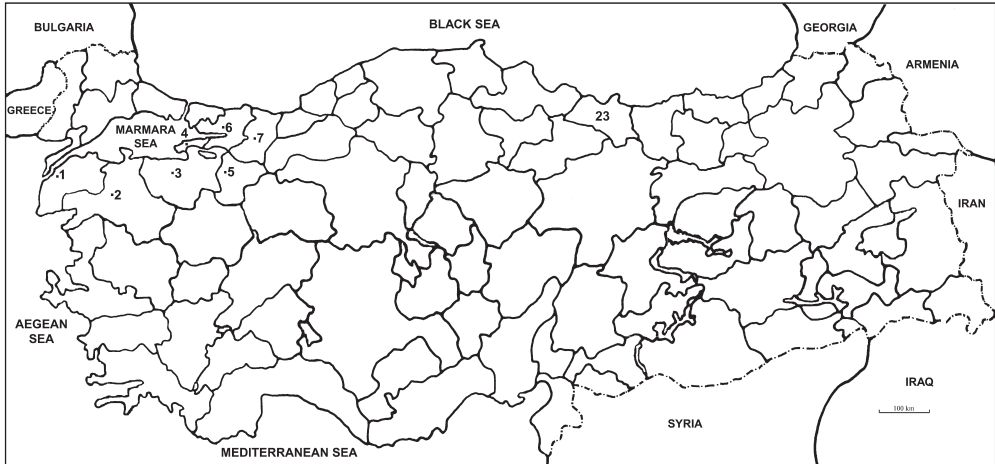 BULGARIA
BLACK SEA
GEORGIA
ARMENIA
GREECE
MARMARA
SEA
4
6
7
23
1
2
3
5
IRAN
AEGEAN
SEA
IRAQ
100 km
SYRIA
MEDITERRANEAN SEA